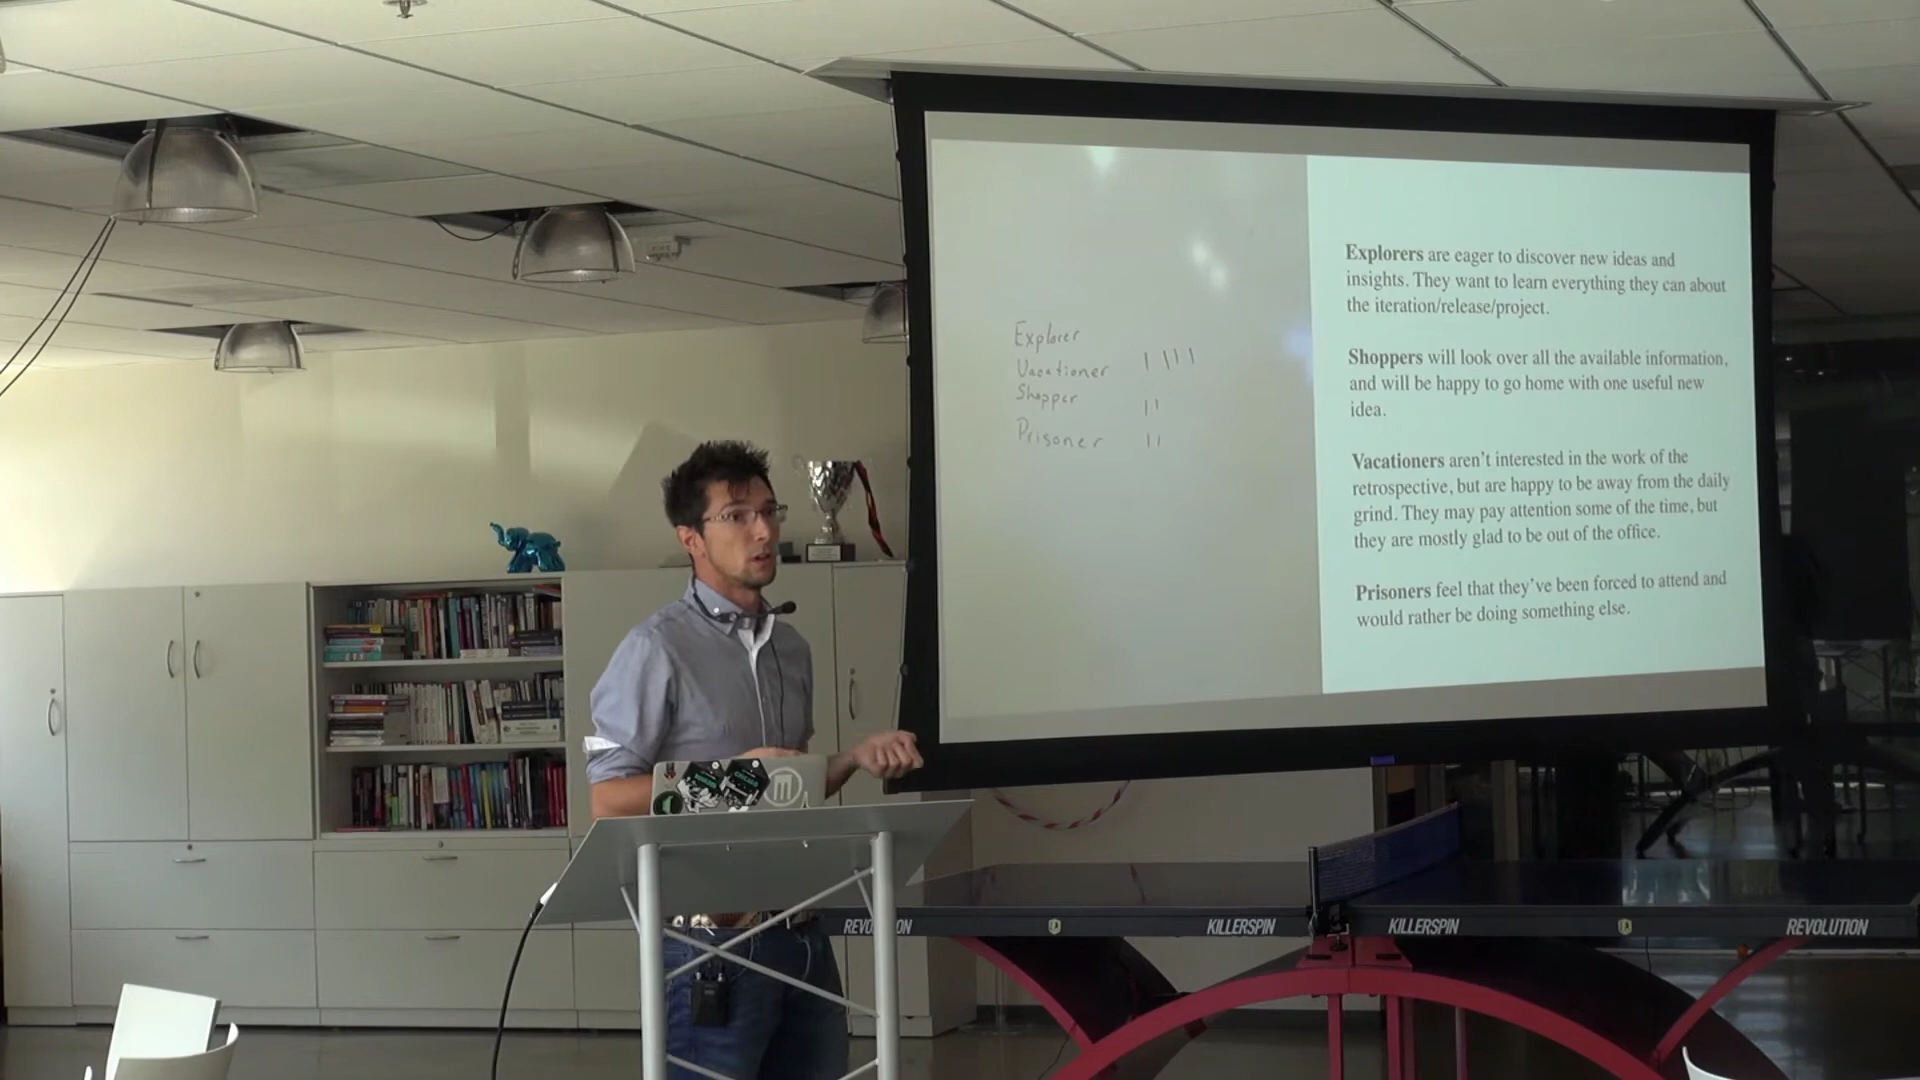 Explorer
Vacationer
Shopper
Prisoner
Explorers are eager to discover new ideas and
insights. They want to learn everything they can about
the iteration/release/project.
Shoppers will look over all the available information,
and will be happy to go home with one useful new
idea.
Vacationers aren't interested in the work of the
retrospective, but are happy to be away from the daily
grind. They may pay attention some of the time, but
they are mostly glad to be out of the office.
Prisoners feel that they've been forced to attend and
would rather be doing something else.
M
KILLERSPIN
KILLERSPIN
REVOLUTION